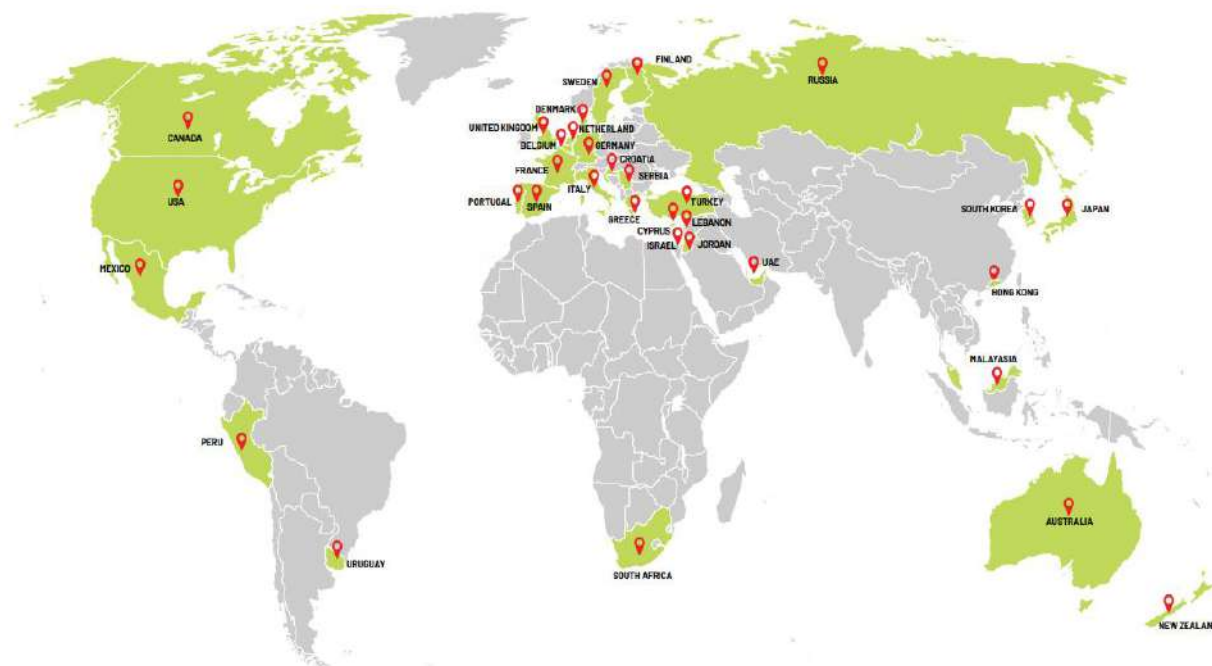 FINLAND
RUSSIA
SWEDEN
DENMARK
CANADA
UNITED KINGDOM
NETHERLAND
BELGIUM
GERMANY
CROATIA
FRANCE
SERBIA
ITALY
USA
PORTUGAL
SPAIN
TURKEY
SOUTH KOREA
JAPAN
GREECE
LEBANON
CYPRUS
ISRAEL
JORDAN
MEXICO
UAE
HONG KONG
MALAYASIA
PERU
AUSTRALIA
URUGUAY
SOUTH AFRICA
NEW ZEALAN